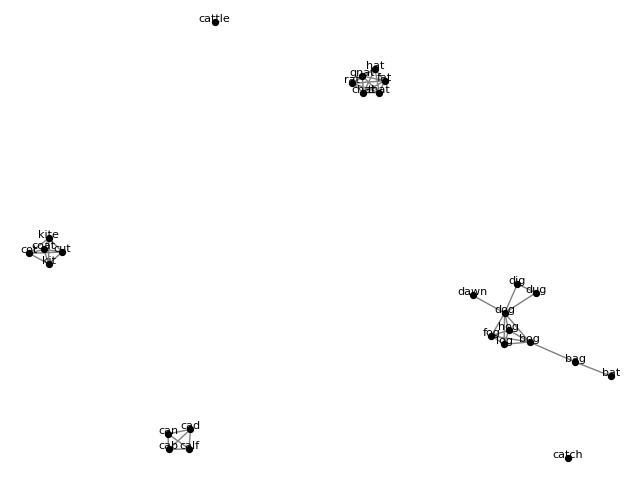 cattle
hat
gnat
fat
rat
chat
that
kite
coat
cot
cut
kit
dig
dug
dawn
dog
hog
fog
log
bog
bag
bat
cad
can
cab
calf
catch